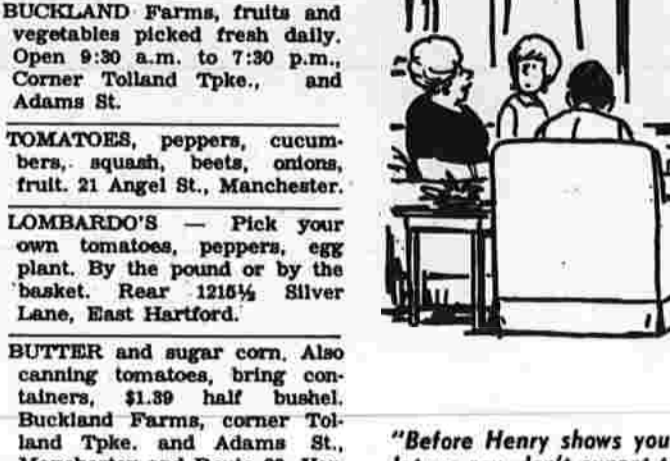 BUCKLAND Farms, fruits and
vegetables picked fresh daily.
Open 9:30 a.m. to 7:30 p.m.,
Corner Tolland Tpke., and
Adams St.
TOMATOES, peppers, cucum-
bers, squash, beets, onions,
fruit. 21 Angel St., Manchester.
LOMBARDO'S — Pick your
own tomatoes, peppers, egg
plant. By the pound or by the
basket. Rear 1216½ Silver
Lane, East Hartford.
BUTTER and sugar corn. Also
canning tomatoes, bring con-
tainers, $1.39 half bushel.
Buckland Farms, corner Tol-
land Tpke. and Adams St.,
"Before Henry shows you